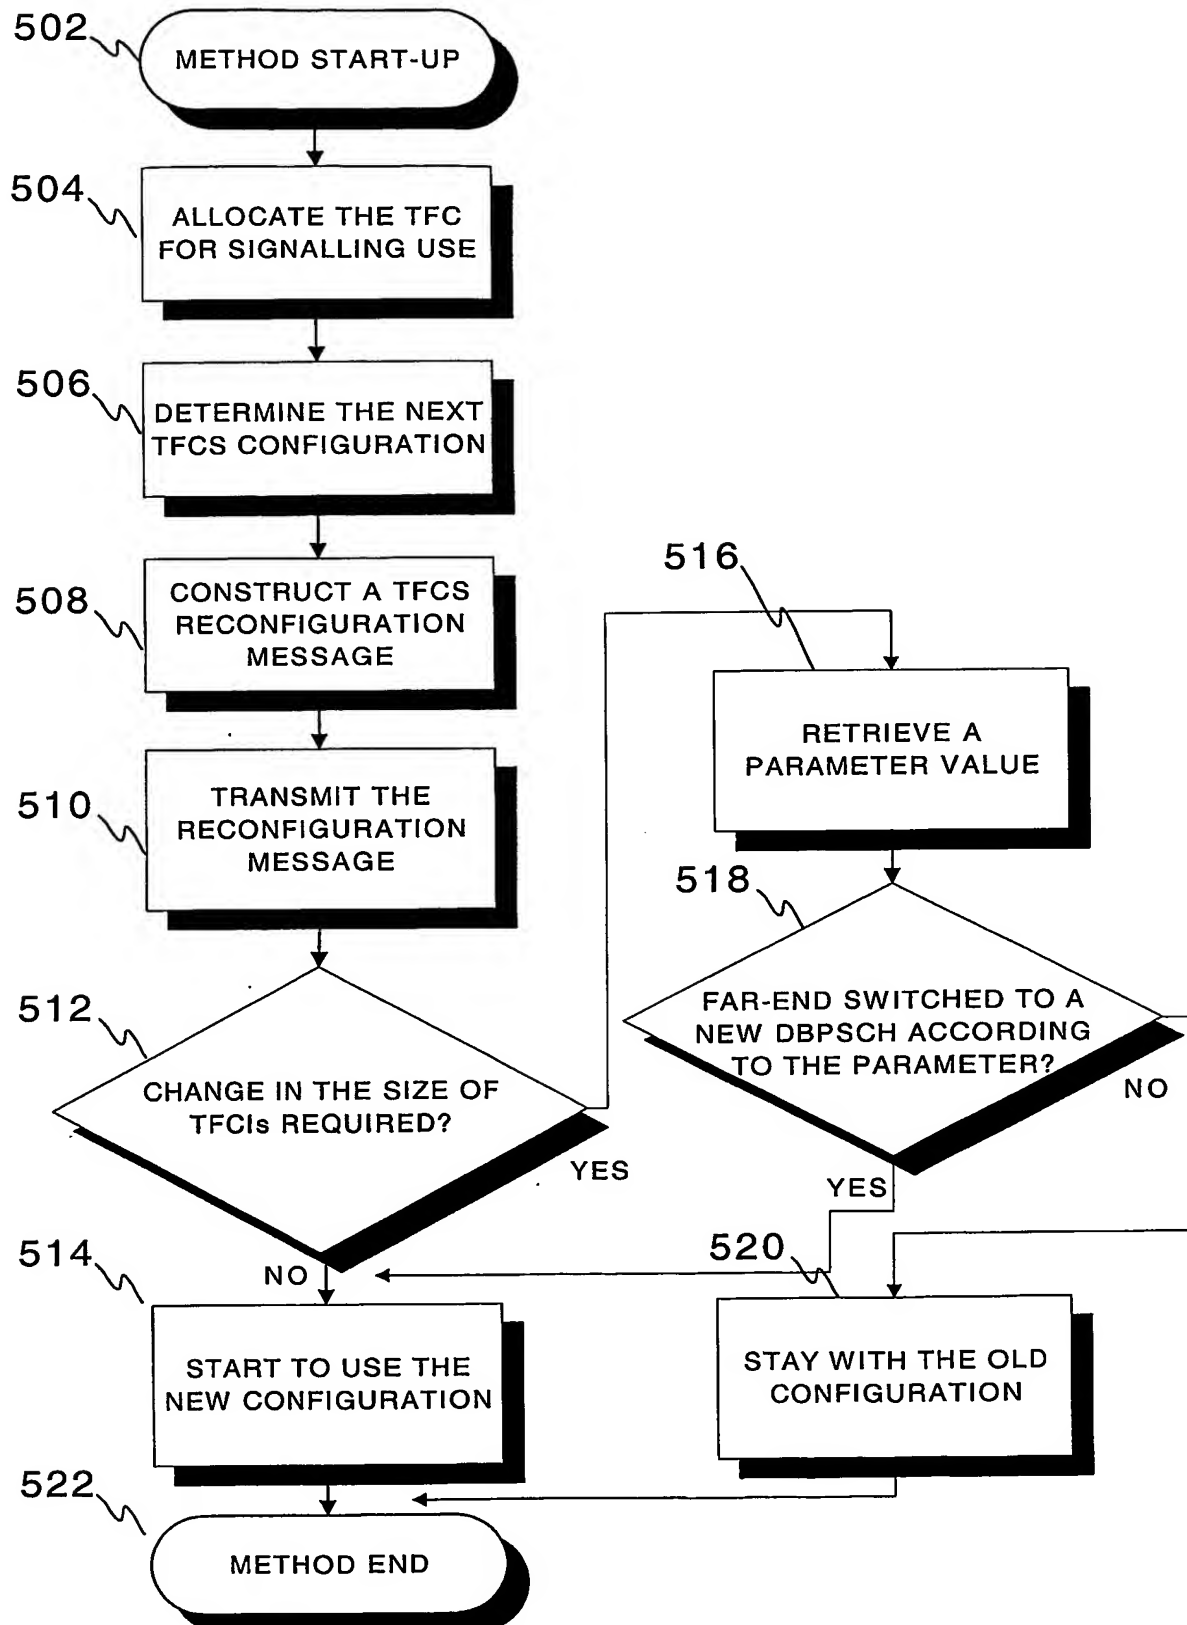 502
METHOD START-UP
504
ALLOCATE THE TFC
FOR SIGNALLING USE
506
DETERMINE THE NEXT
TFCS CONFIGURATION
508
CONSTRUCT A TFCS
RECONFIGURATION
MESSAGE
510
TRANSMIT THE
RECONFIGURATION
MESSAGE
512
CHANGE IN THE SIZE OF
TFCIs REQUIRED?
YES
NO
514
START TO USE THE
NEW CONFIGURATION
516
RETRIEVE A
PARAMETER VALUE
518
FAR-END SWITCHED TO A
NEW DBPSCH ACCORDING
TO THE PARAMETER?
NO
YES
520
STAY WITH THE OLD
CONFIGURATION
522
METHOD END